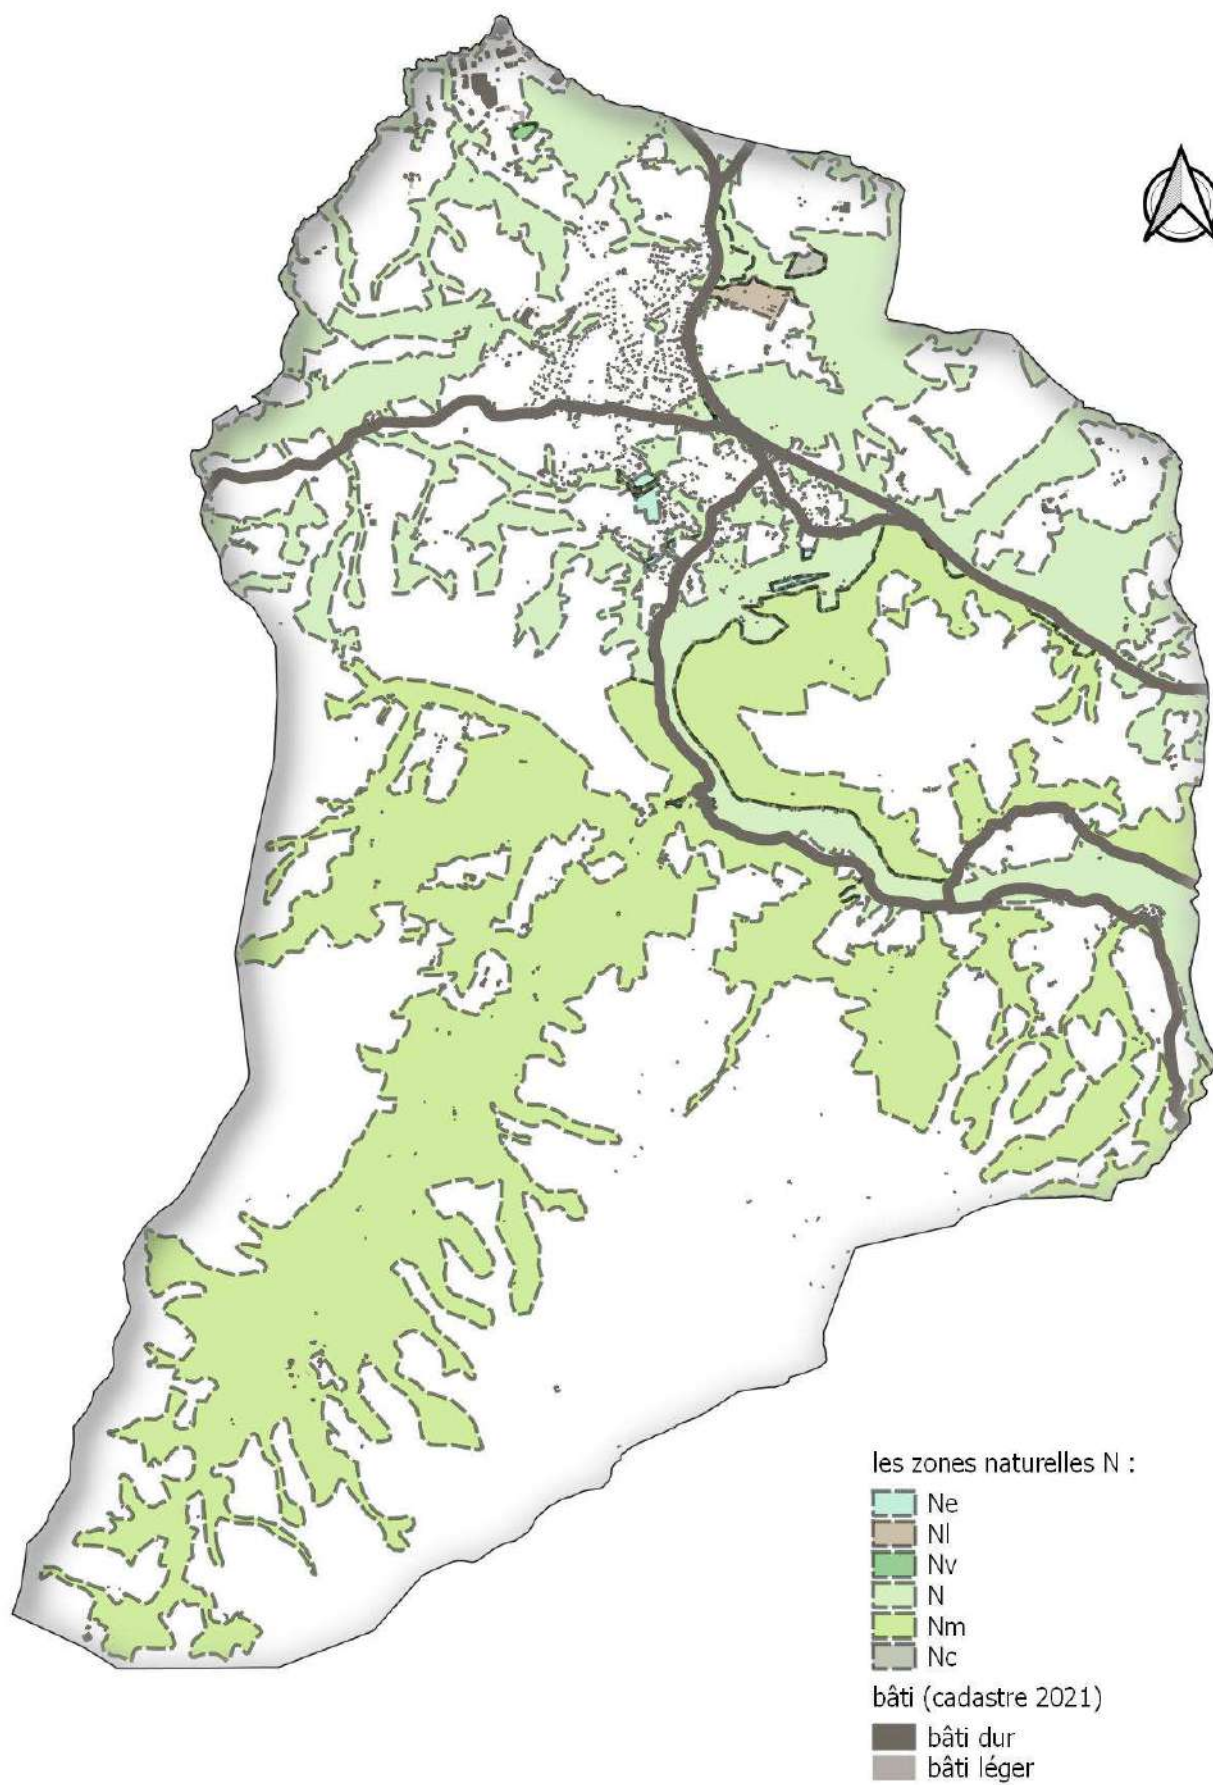 les zones naturelles N :
Ne
Nl
Nv
N
Nm
Nc
bâti (cadastre 2021)
bâti dur
bâti léger